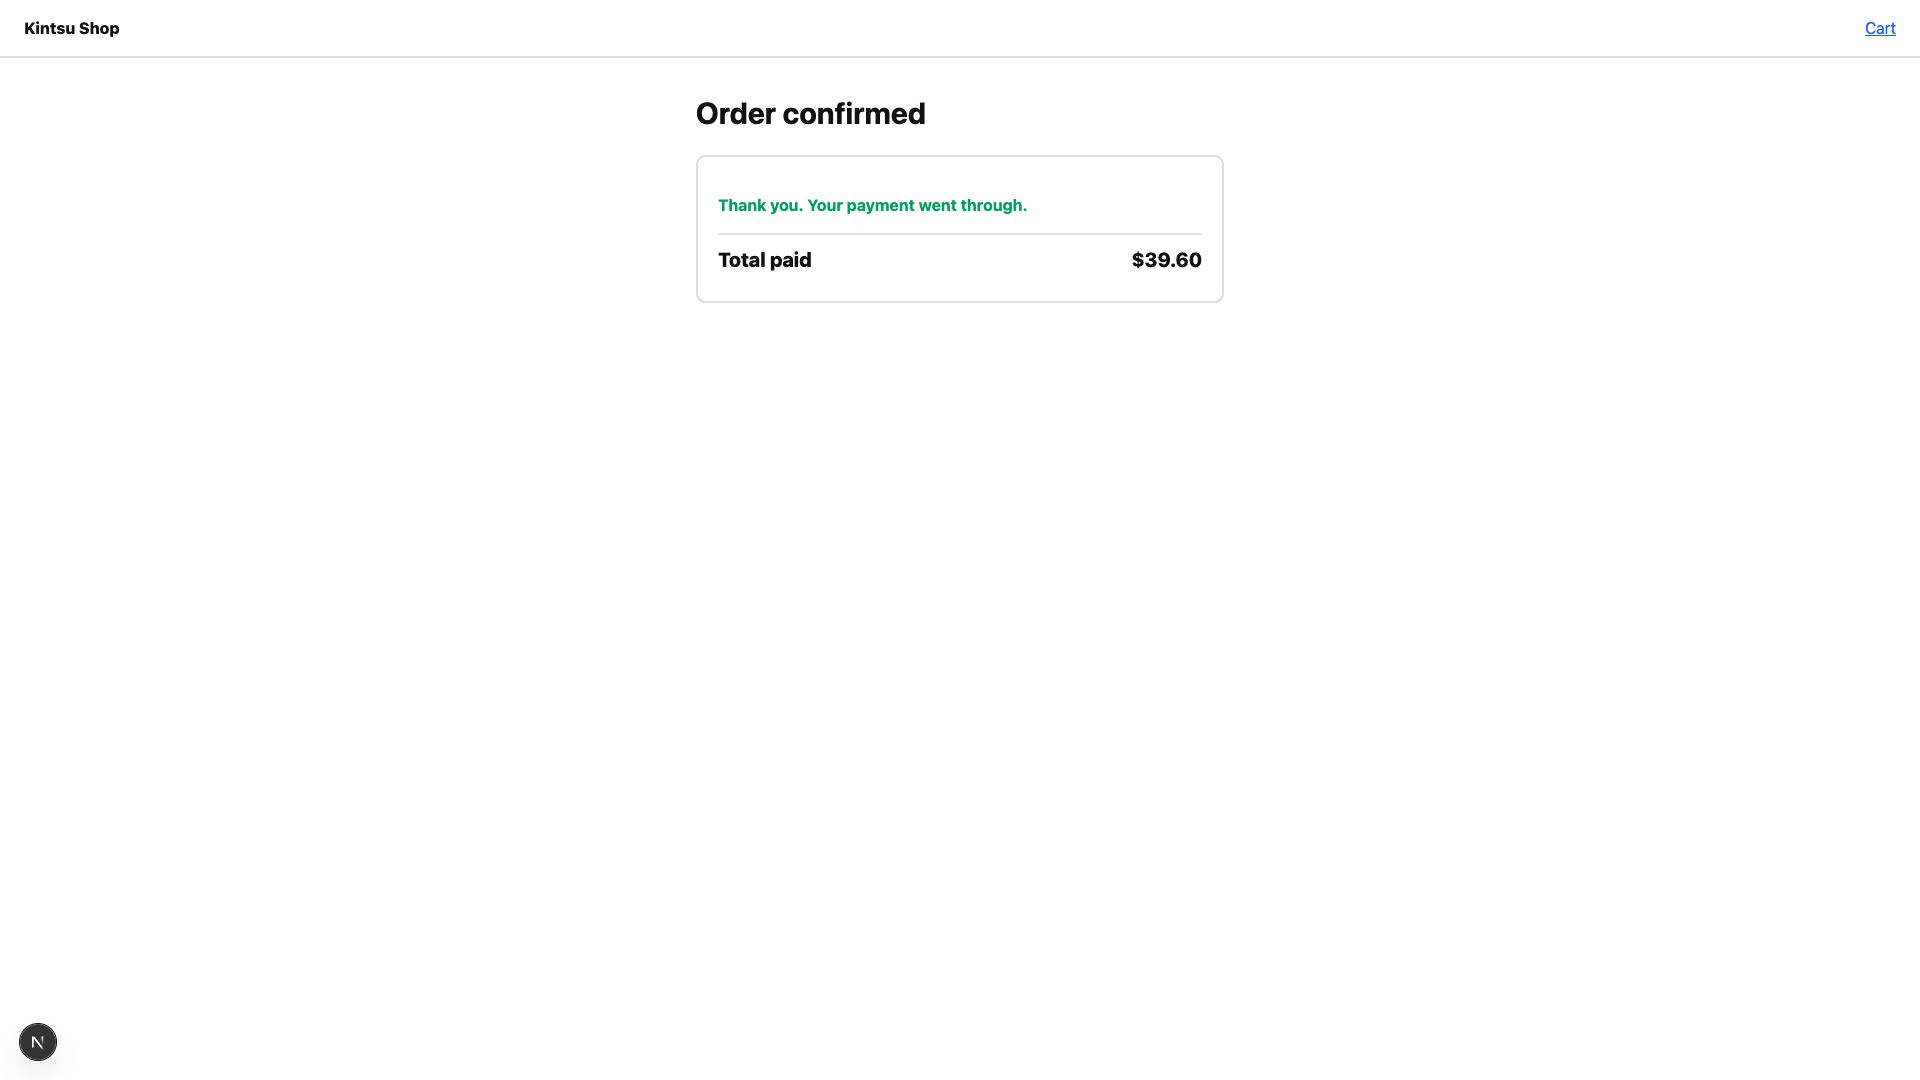 Kintsu Shop
Cart
Order confirmed
Thank you. Your payment went through.
Total paid $39.60
N